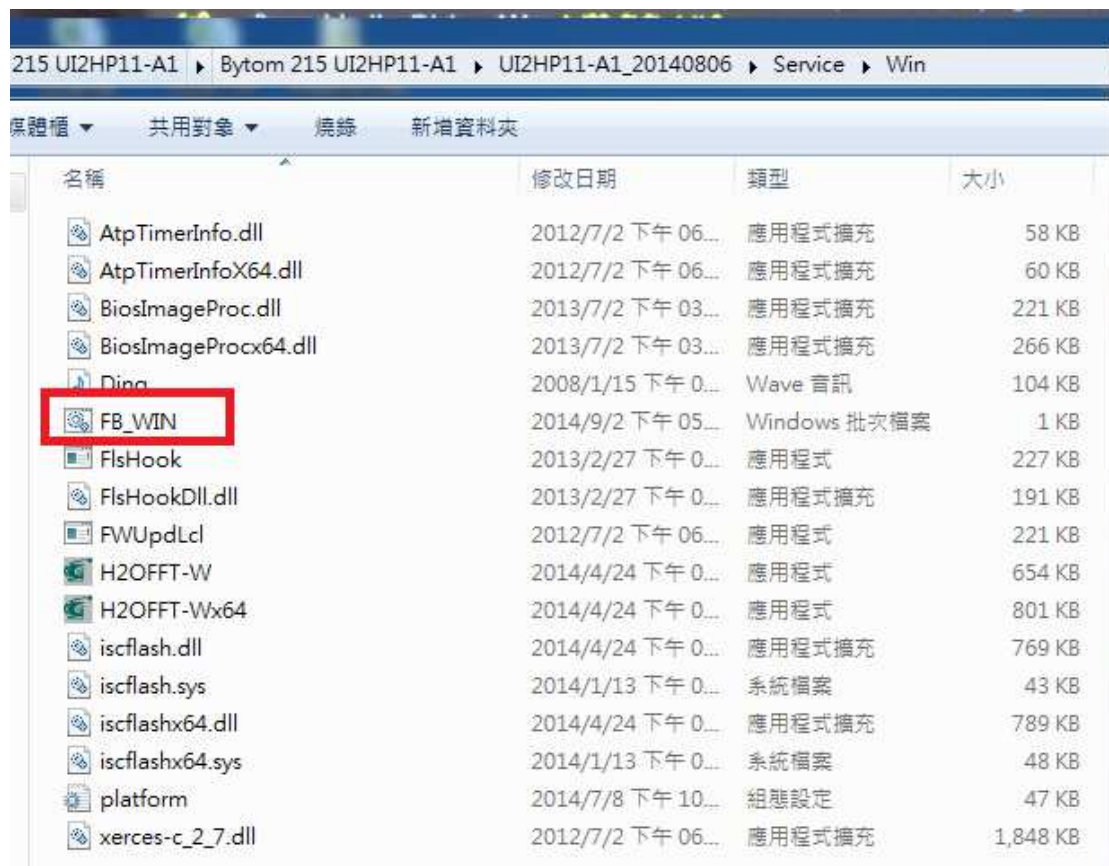 215 UI2HP11-A1 ▸ Bytom 215 UI2HP11-A1 ▸ UI2HP11-A1_20140806 ▸ Service ▸ Win
媒體櫃 ▼ 共用對象 ▼ 燒錄 新增資料夾
名稱 修改日期 類型 大小
AtpTimerInfo.dll 2012/7/2 下午 06... 應用程式擴充 58 KB
AtpTimerInfoX64.dll 2012/7/2 下午 06... 應用程式擴充 60 KB
BiosImageProc.dll 2013/7/2 下午 03... 應用程式擴充 221 KB
BiosImageProcx64.dll 2013/7/2 下午 03... 應用程式擴充 266 KB
Ding 2008/1/15 下午 0... Wave 音訊 104 KB
FB_WIN 2014/9/2 下午 05... Windows 批次檔案 1 KB
FlsHook 2013/2/27 下午 0... 應用程式 227 KB
FlsHookDll.dll 2013/2/27 下午 0... 應用程式擴充 191 KB
FWUpdLcl 2012/7/2 下午 06... 應用程式 221 KB
H2OFFT-W 2014/4/24 下午 0... 應用程式 654 KB
H2OFFT-Wx64 2014/4/24 下午 0... 應用程式 801 KB
iscflash.dll 2014/4/24 下午 0... 應用程式擴充 769 KB
iscflash.sys 2014/1/13 下午 0... 系統檔案 43 KB
iscflashx64.dll 2014/4/24 下午 0... 應用程式擴充 789 KB
iscflashx64.sys 2014/1/13 下午 0... 系統檔案 48 KB
platform 2014/7/8 下午 10... 組態設定 47 KB
xerces-c_2_7.dll 2012/7/2 下午 06... 應用程式擴充 1,848 KB